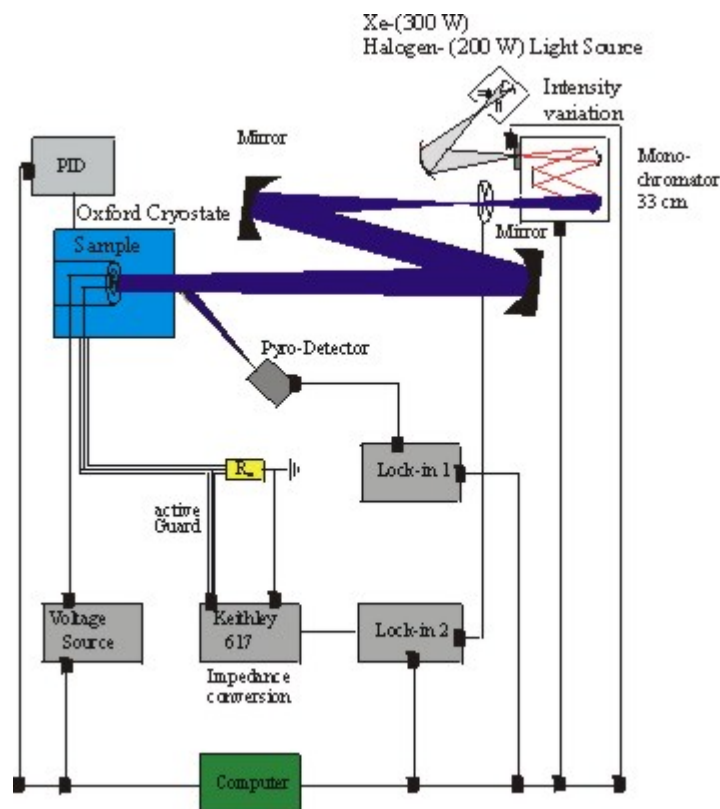 Xe-(300 W)
Halogen- (200 W) Light Source
Intensity
variation
Mirror
Mono-
chromator
33 cm
PID
Oxford Cryostate
Sample
Mirror
Pyro-Detector
Lock-in 1
active
Guard
Voltage
Source
Keithley
617
Lock-in 2
Impedance
conversion
Computer